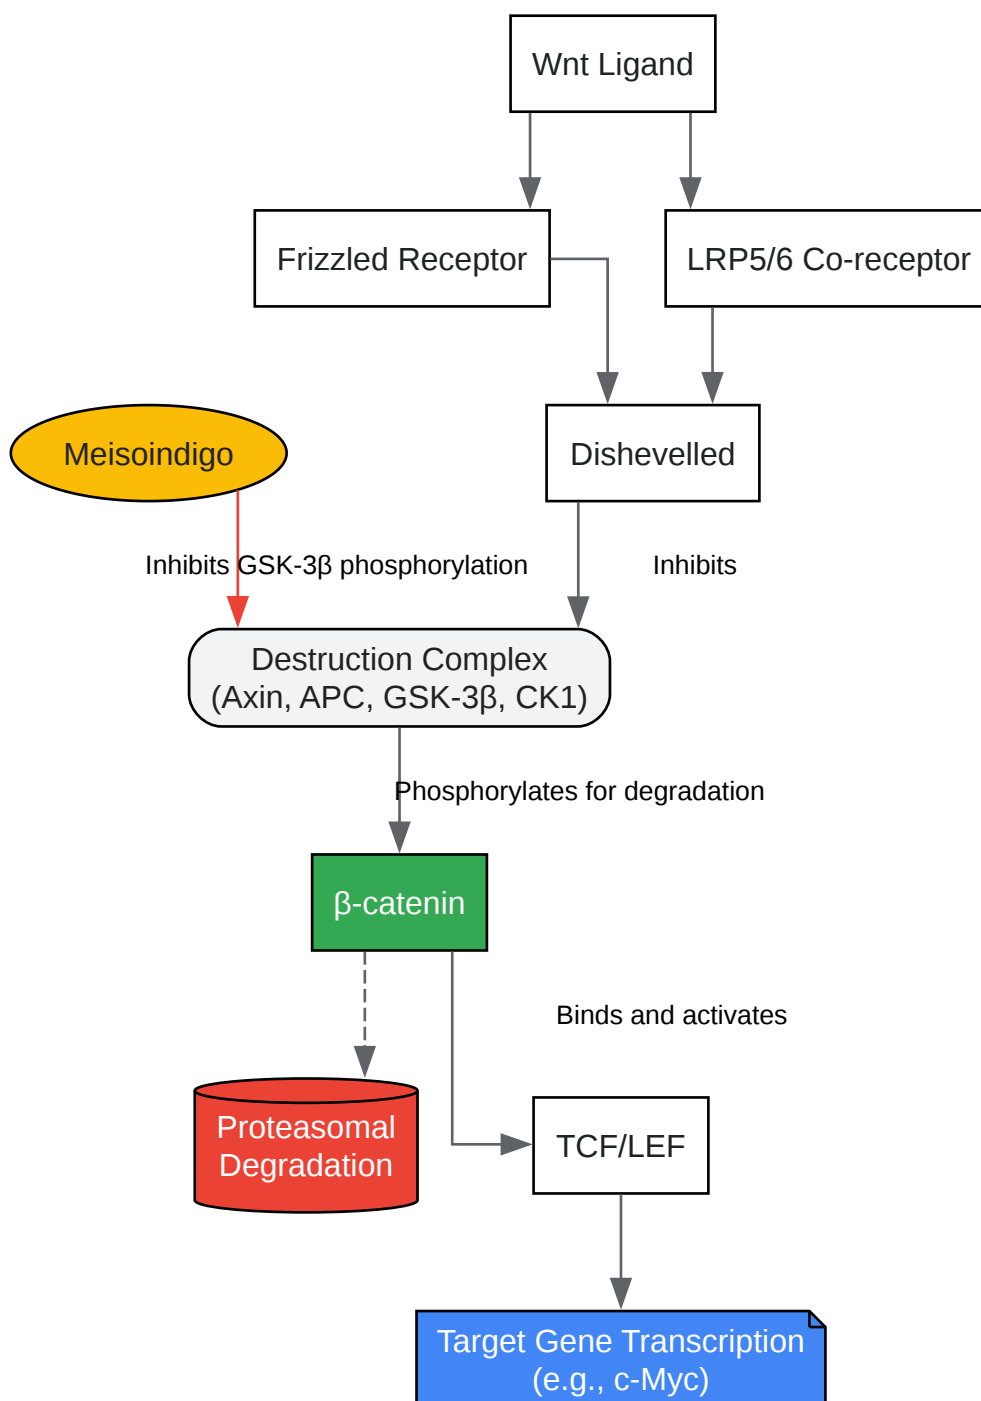 Wnt Ligand
Frizzled Receptor
LRP5/6 Co-receptor
Meisoindigo
Dishevelled
Inhibits GSK-3β phosphorylation
Inhibits
Destruction Complex
(Axin, APC, GSK-3β, CK1)
Phosphorylates for degradation
β-catenin
Binds and activates
Proteasomal
Degradation
TCF/LEF
Target Gene Transcription
(e.g., c-Myc)